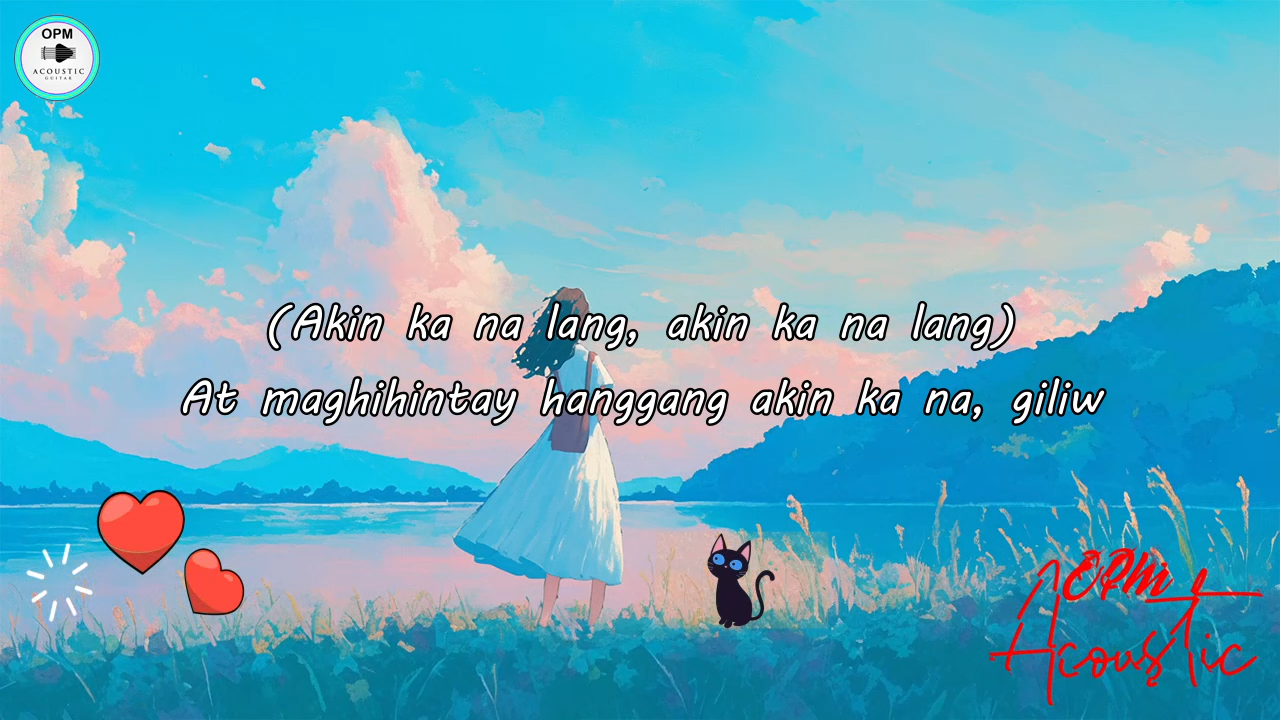 OPM
ACOUSTIC
GUITAR
(Akin ka na lang, akin ka na lang)
At maghihintay hanggang akin ka na, giliw
OPM
Acoustic